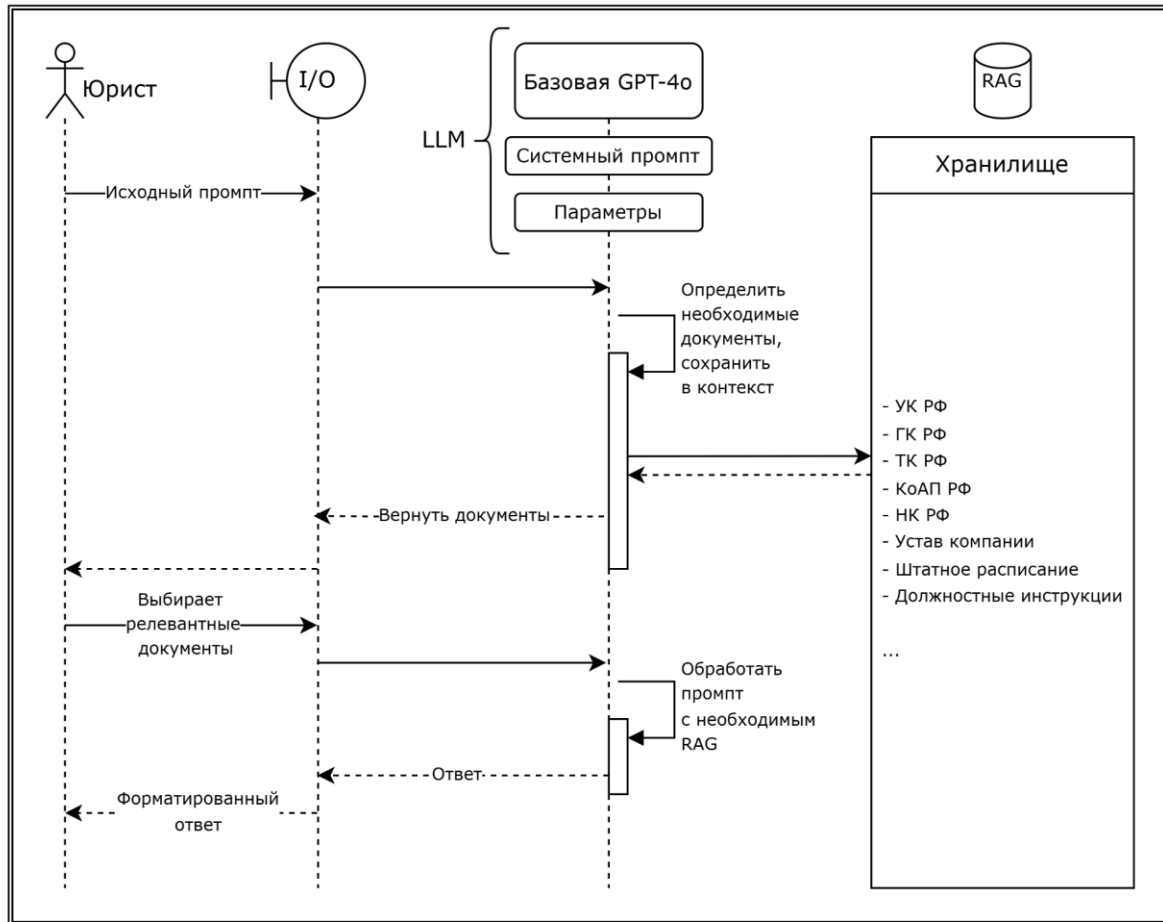 Юрист
I/O
LLM
Базовая GPT-4o
Системный промпт
Параметры
RAG
Хранилище
Исходный промпт
Определить
необходимые
документы,
сохранить
в контекст
- УК РФ
- ГК РФ
- ТК РФ
- КоАП РФ
- НК РФ
- Устав компании
- Штатное расписание
- Должностные инструкции
...
Вернуть документы
Выбирает
релевантные
документы
Обработать
промпт
с необходимым
RAG
Ответ
Форматированный
ответ